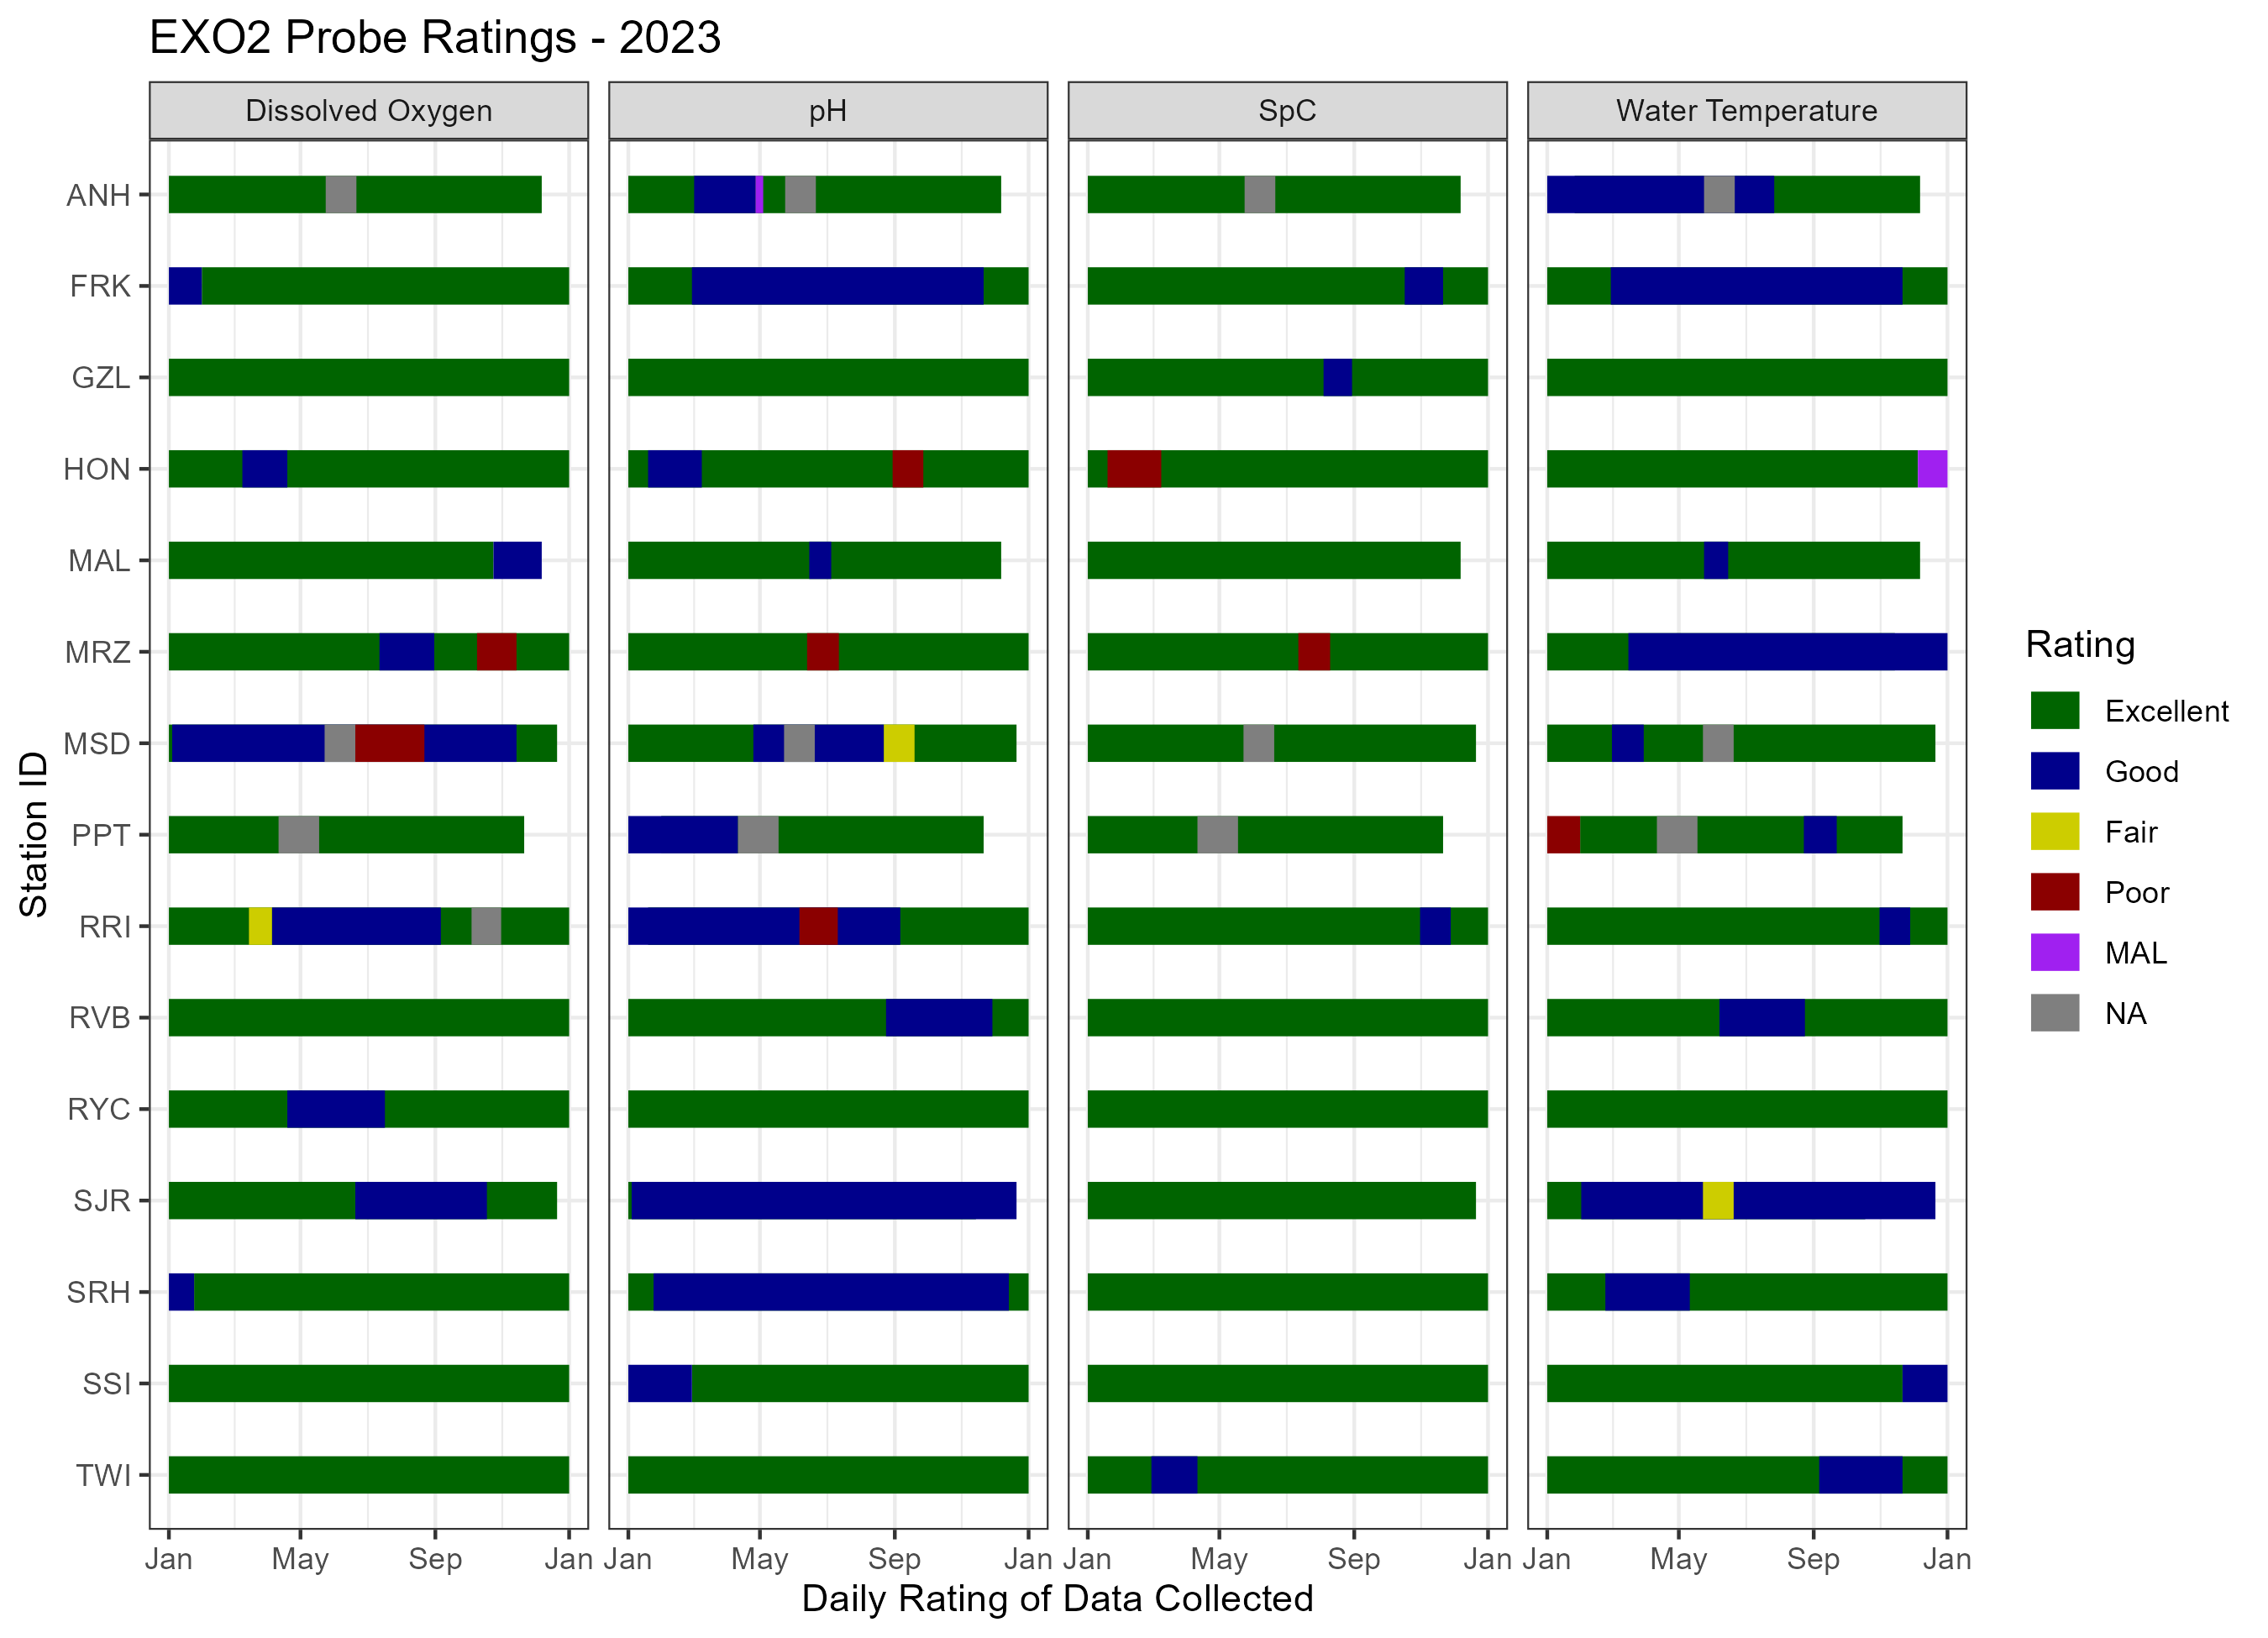 EXO2 Probe Ratings - 2023
Dissolved Oxygen
pH
SpC
Water Temperature
Station ID
ANH
FRK
GZL
HON
MAL
MRZ
MSD
PPT
RRI
RVB
RYC
SJR
SRH
SSI
TWI
Jan May Sep Jan
Jan May Sep Jan
Jan May Sep Jan
Jan May Sep Jan
Daily Rating of Data Collected
Rating
Excellent
Good
Fair
Poor
MAL
NA